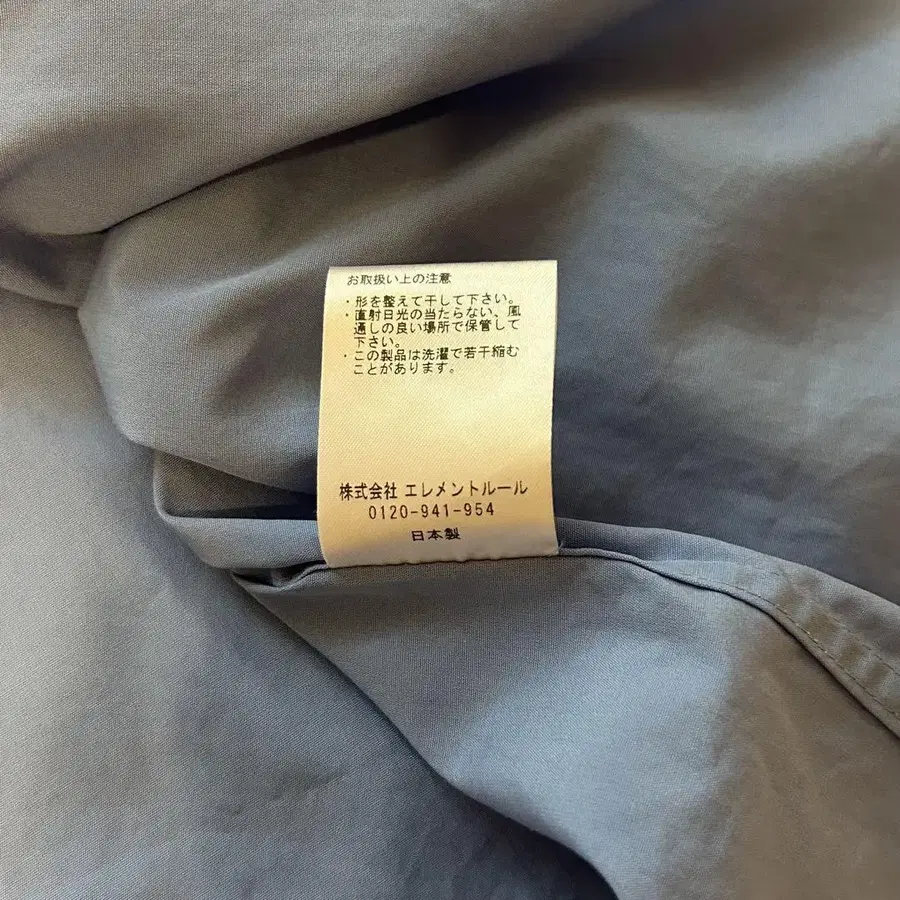 お取扱い上の注意
・形を整えて干して下さい。
・直射日光の当たらない、風
通しの良い場所で保管して
下さい。
・この製品は洗濯で若干縮む
ことがあります。
株式会社 エレメントルール
0120-941-954
日本製